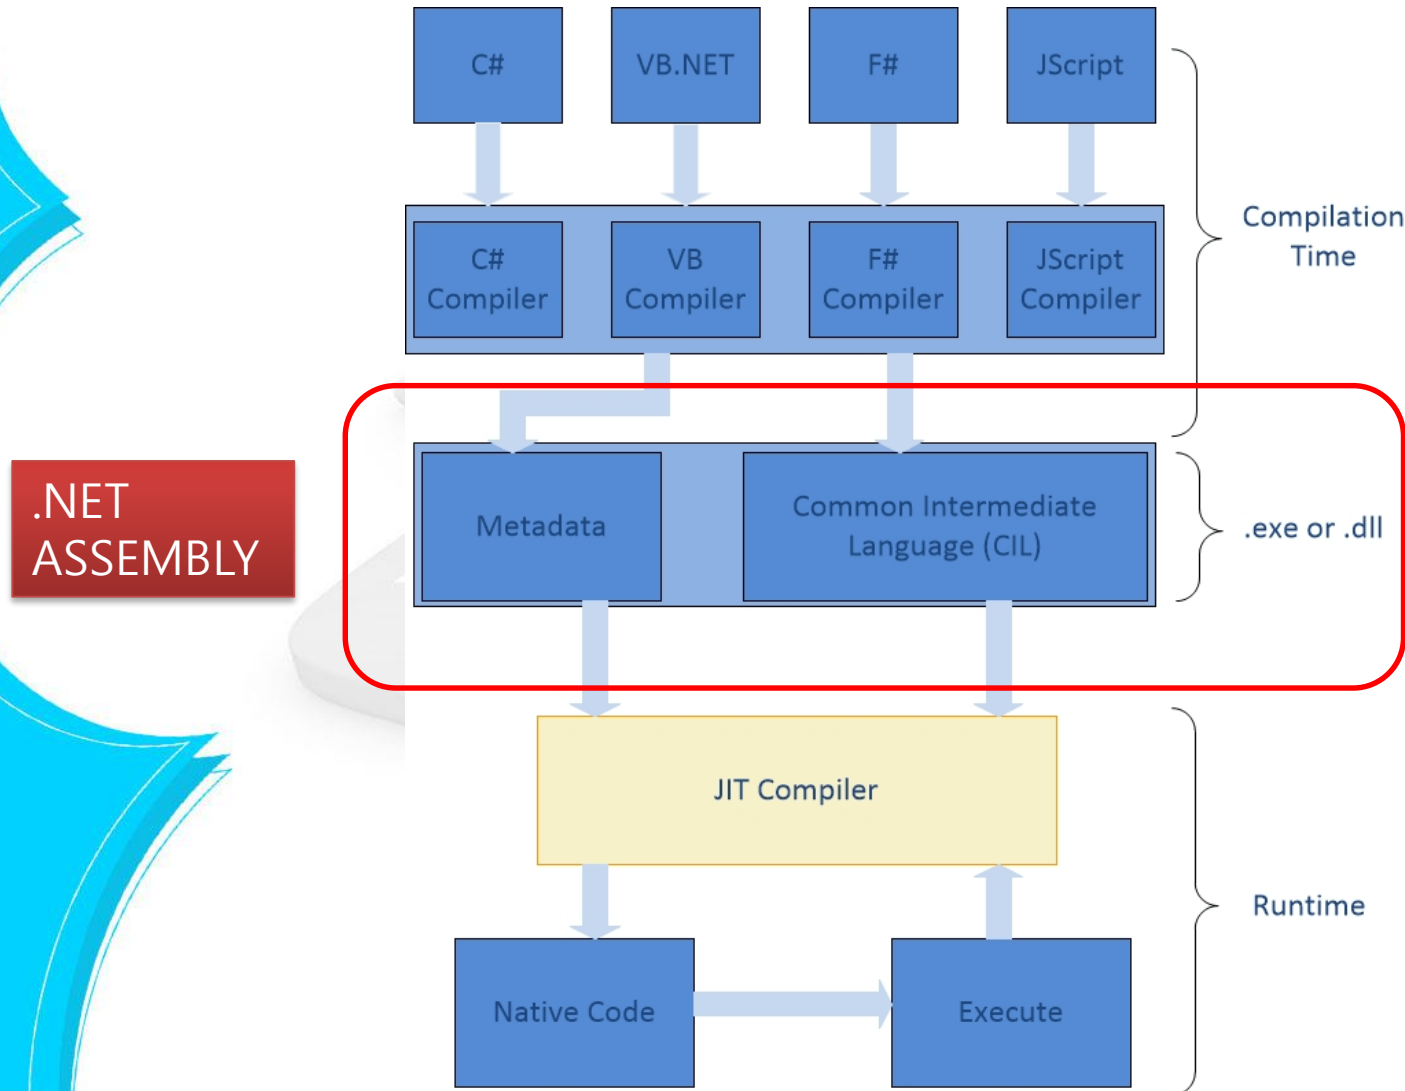 C#
VB.NET
F#
JScript
C#
Compiler
VB
Compiler
F#
Compiler
JScript
Compiler
Compilation
Time
.NET
ASSEMBLY
Metadata
Common Intermediate
Language (CIL)
.exe or .dll
JIT Compiler
Runtime
Native Code
Execute